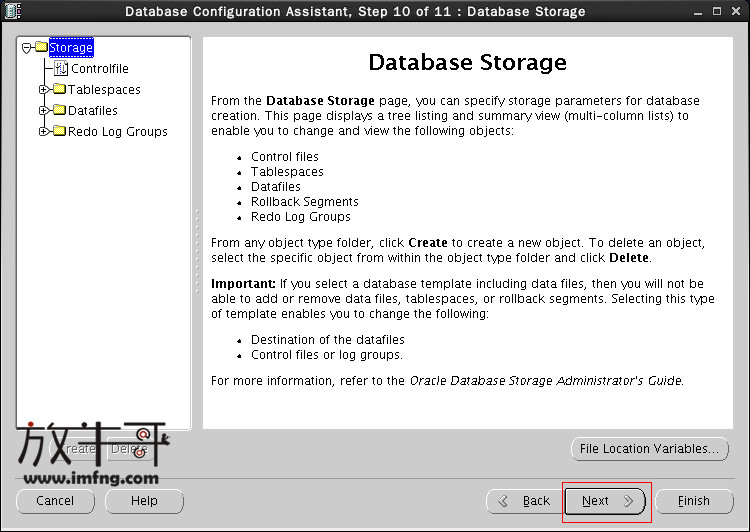 Database Configuration Assistant, Step 10 of 11 : Database Storage
Storage
Controlfile
Tablespaces
Datafiles
Redo Log Groups
Database Storage
From the Database Storage page, you can specify storage parameters for database
creation. This page displays a tree listing and summary view (multi-column lists) to
enable you to change and view the following objects:
• Control files
• Tablespaces
• Datafiles
• Rollback Segments
• Redo Log Groups
From any object type folder, click Create to create a new object. To delete an object,
select the specific object from within the object type folder and click Delete.
Important: If you select a database template including data files, then you will not be
able to add or remove data files, tablespaces, or rollback segments. Selecting this type
of template enables you to change the following:
• Destination of the datafiles
• Control files or log groups.
For more information, refer to the Oracle Database Storage Administrator's Guide.
放牛哥
www.imfng.com
Create Delete
File Location Variables...
Cancel Help Back Next Finish